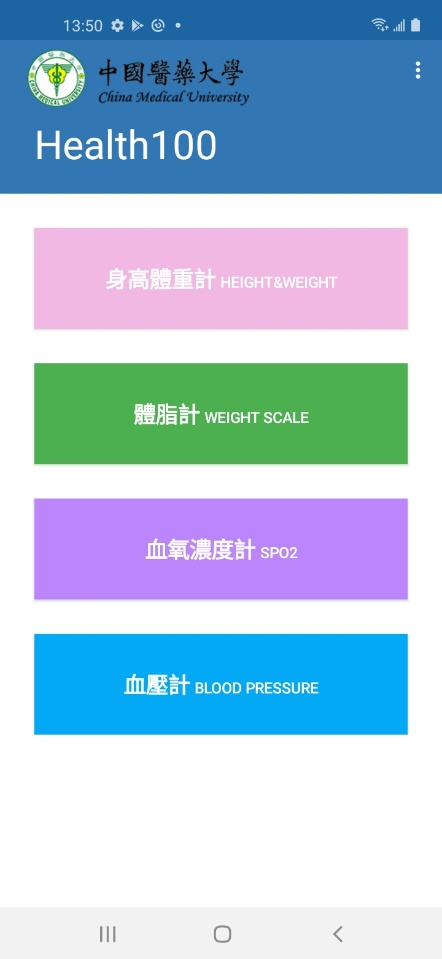 13:50
中國醫藥大學
China Medical University
Health100
身高體重計 HEIGHT&WEIGHT
體脂計 WEIGHT SCALE
血氧濃度計 SPO2
血壓計 BLOOD PRESSURE